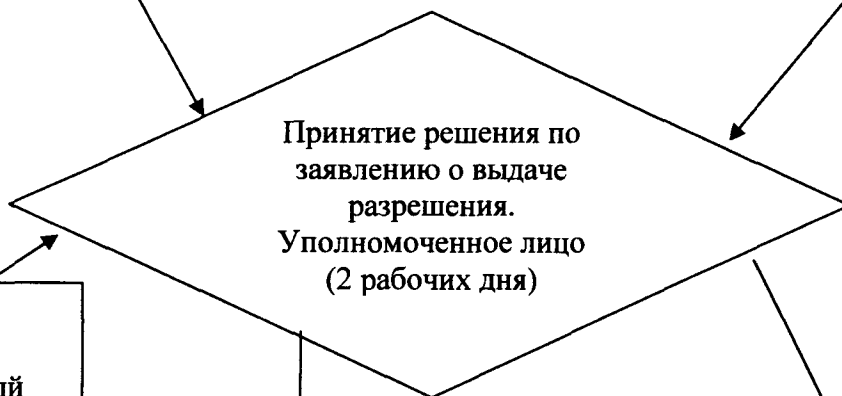 Принятие решения по
заявлению о выдаче
разрешения.
Уполномоченное лицо
(2 рабочих дня)